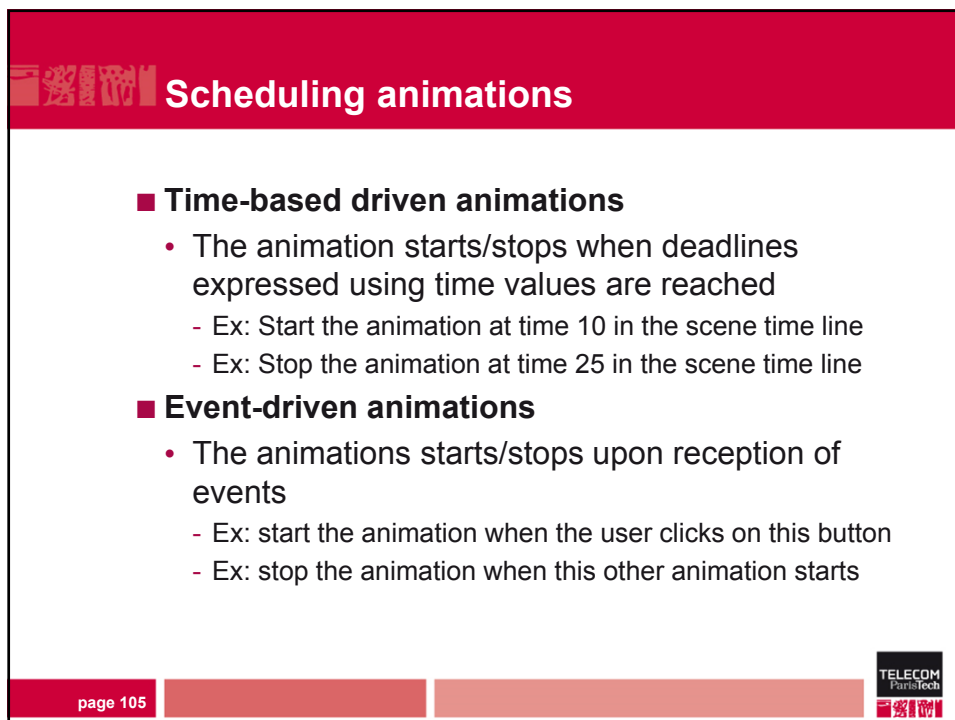 Scheduling animations
■ Time-based driven animations
• The animation starts/stops when deadlines
expressed using time values are reached
- Ex: Start the animation at time 10 in the scene time line
- Ex: Stop the animation at time 25 in the scene time line
■ Event-driven animations
• The animations starts/stops upon reception of
events
- Ex: start the animation when the user clicks on this button
- Ex: stop the animation when this other animation starts
page 105
TELECOM
ParisTech